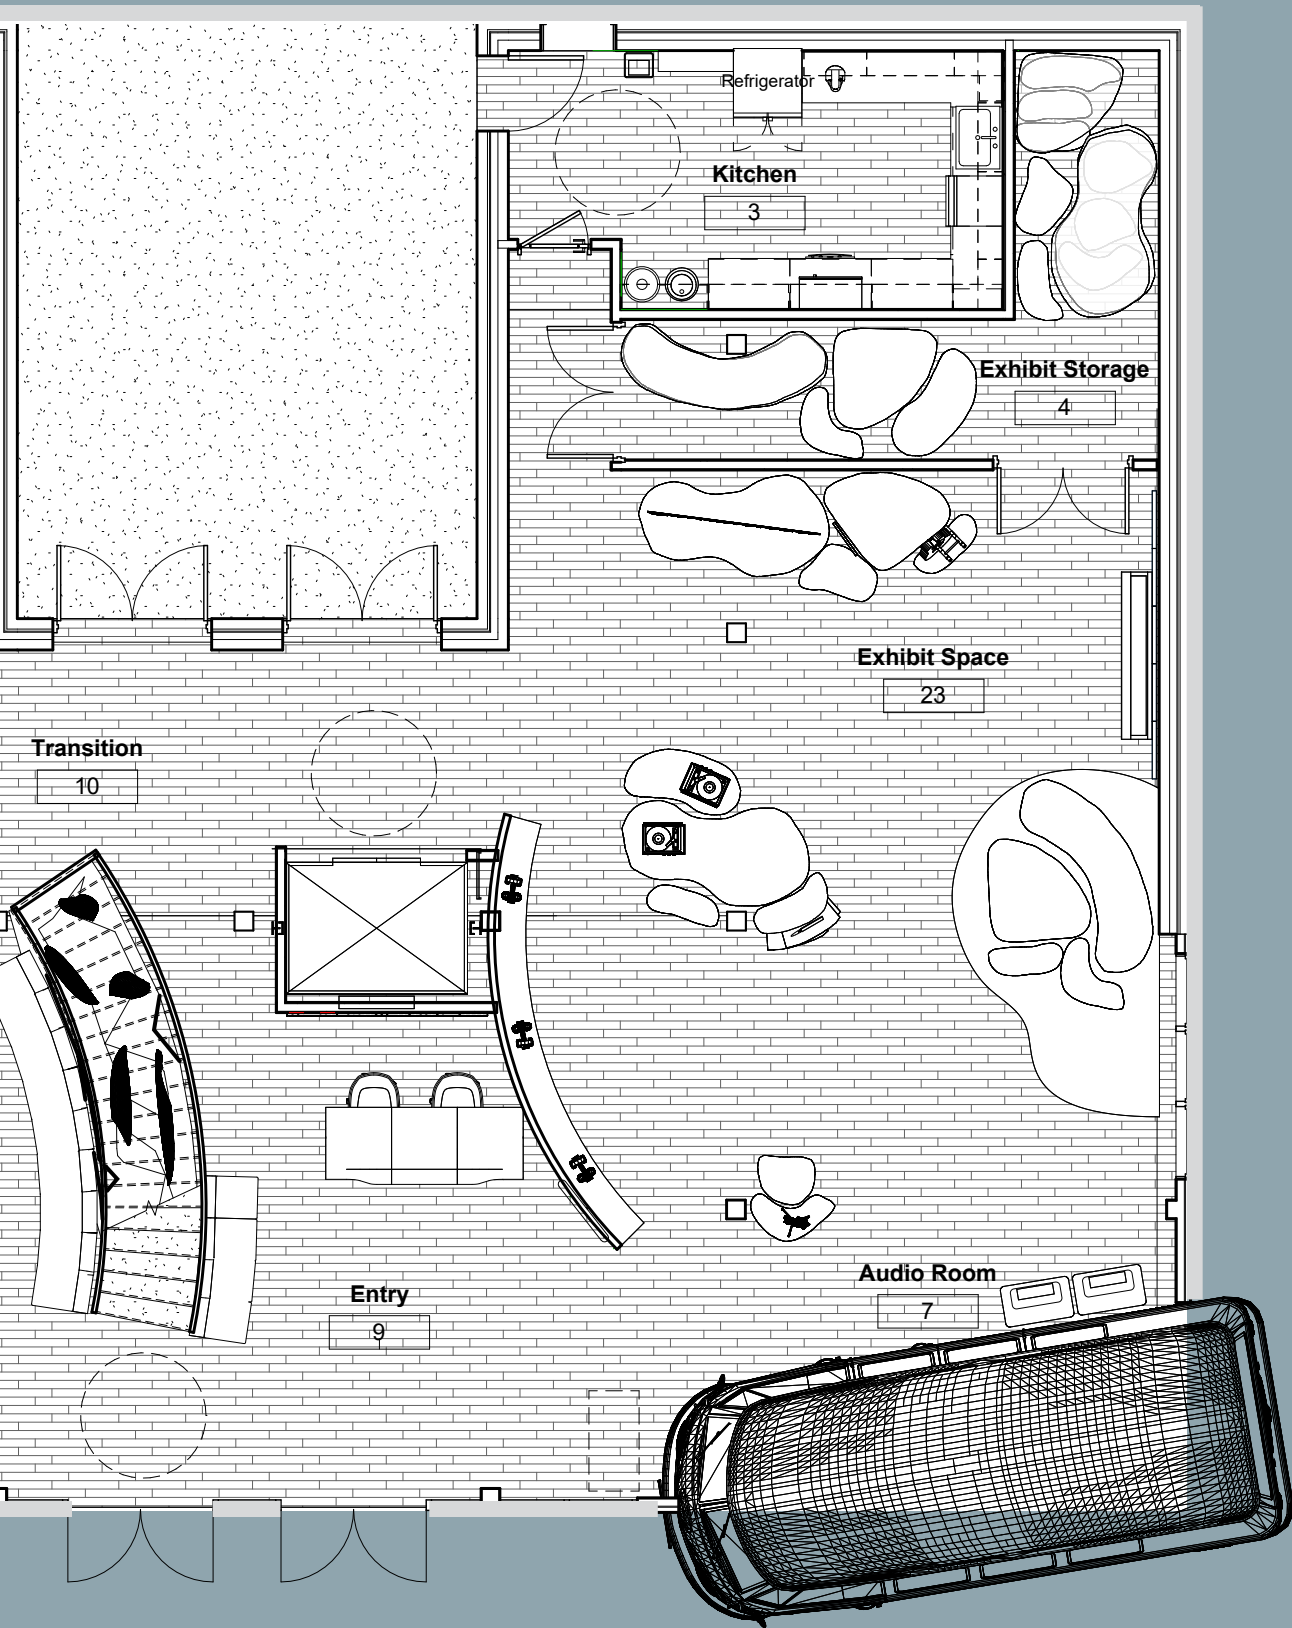 Refrigerator
Kitchen
3
Exhibit Storage
4
Exhibit Space
23
Transition
10
Audio Room
7
Entry
9